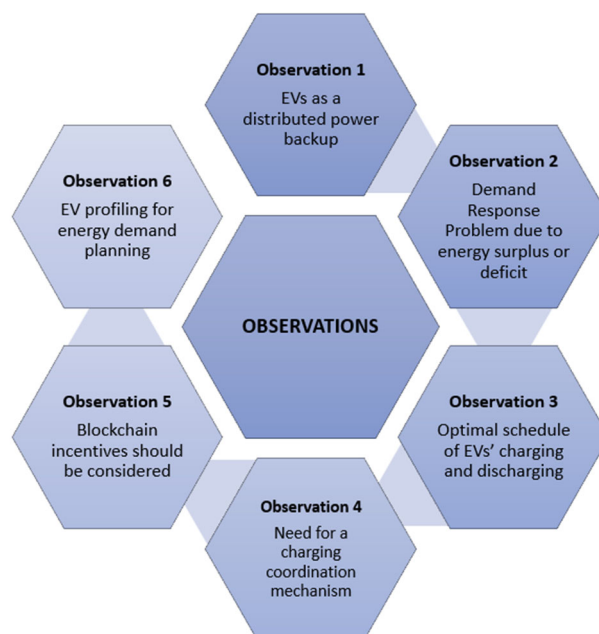 Observation 1
EVs as a
distributed power
backup
Observation 2
Demand
Response
Problem due to
energy surplus or
deficit
Observation 3
Optimal schedule
of EVs' charging
and discharging
Observation 4
Need for a
charging
coordination
mechanism
Observation 5
Blockchain
incentives should
be considered
Observation 6
EV profiling for
energy demand
planning
OBSERVATIONS